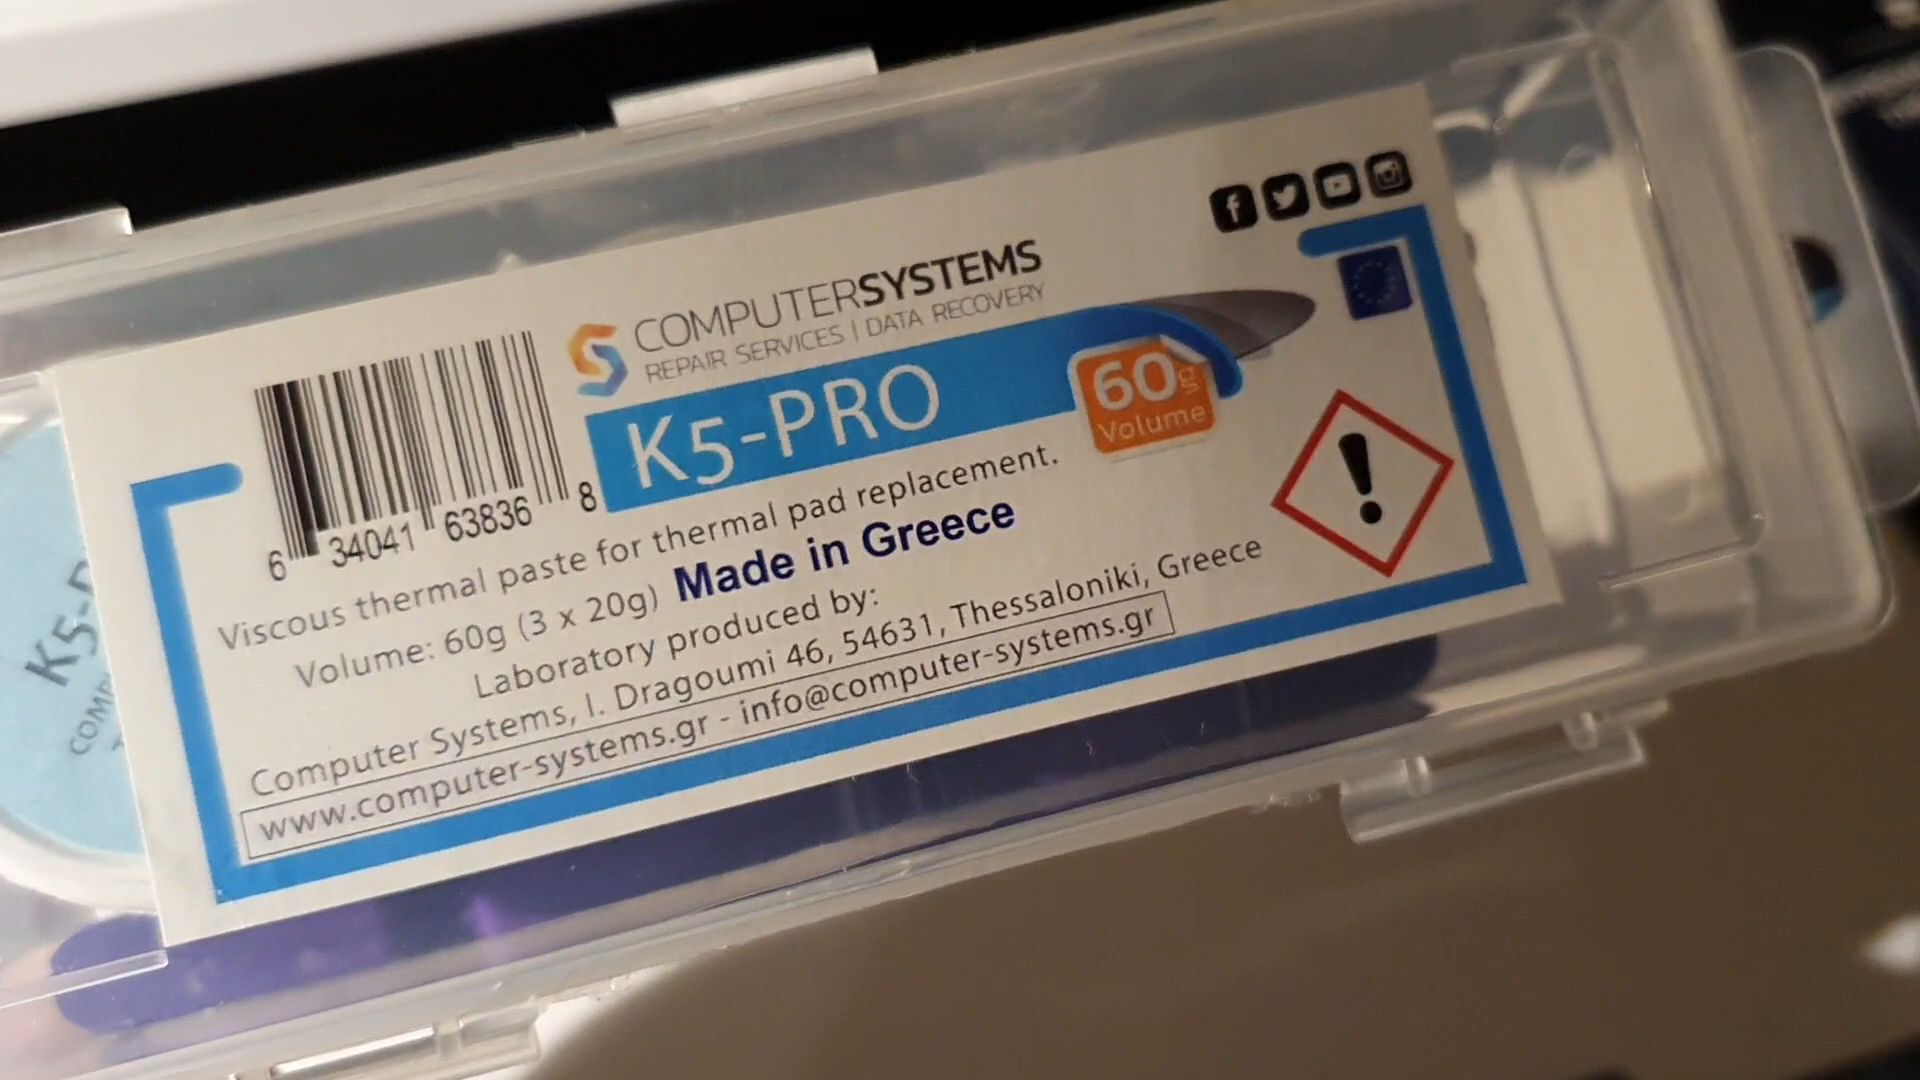 COMPUTERSYSTEMS
REPAIR SERVICES | DATA RECOVERY
K5-PRO
60g
Volume
6 34041 63836 8
Viscous thermal paste for thermal pad replacement.
Volume: 60g (3 x 20g) Made in Greece
Laboratory produced by:
Computer Systems, I. Dragoumi 46, 54631, Thessaloniki, Greece
www.computer-systems.gr - info@computer-systems.gr